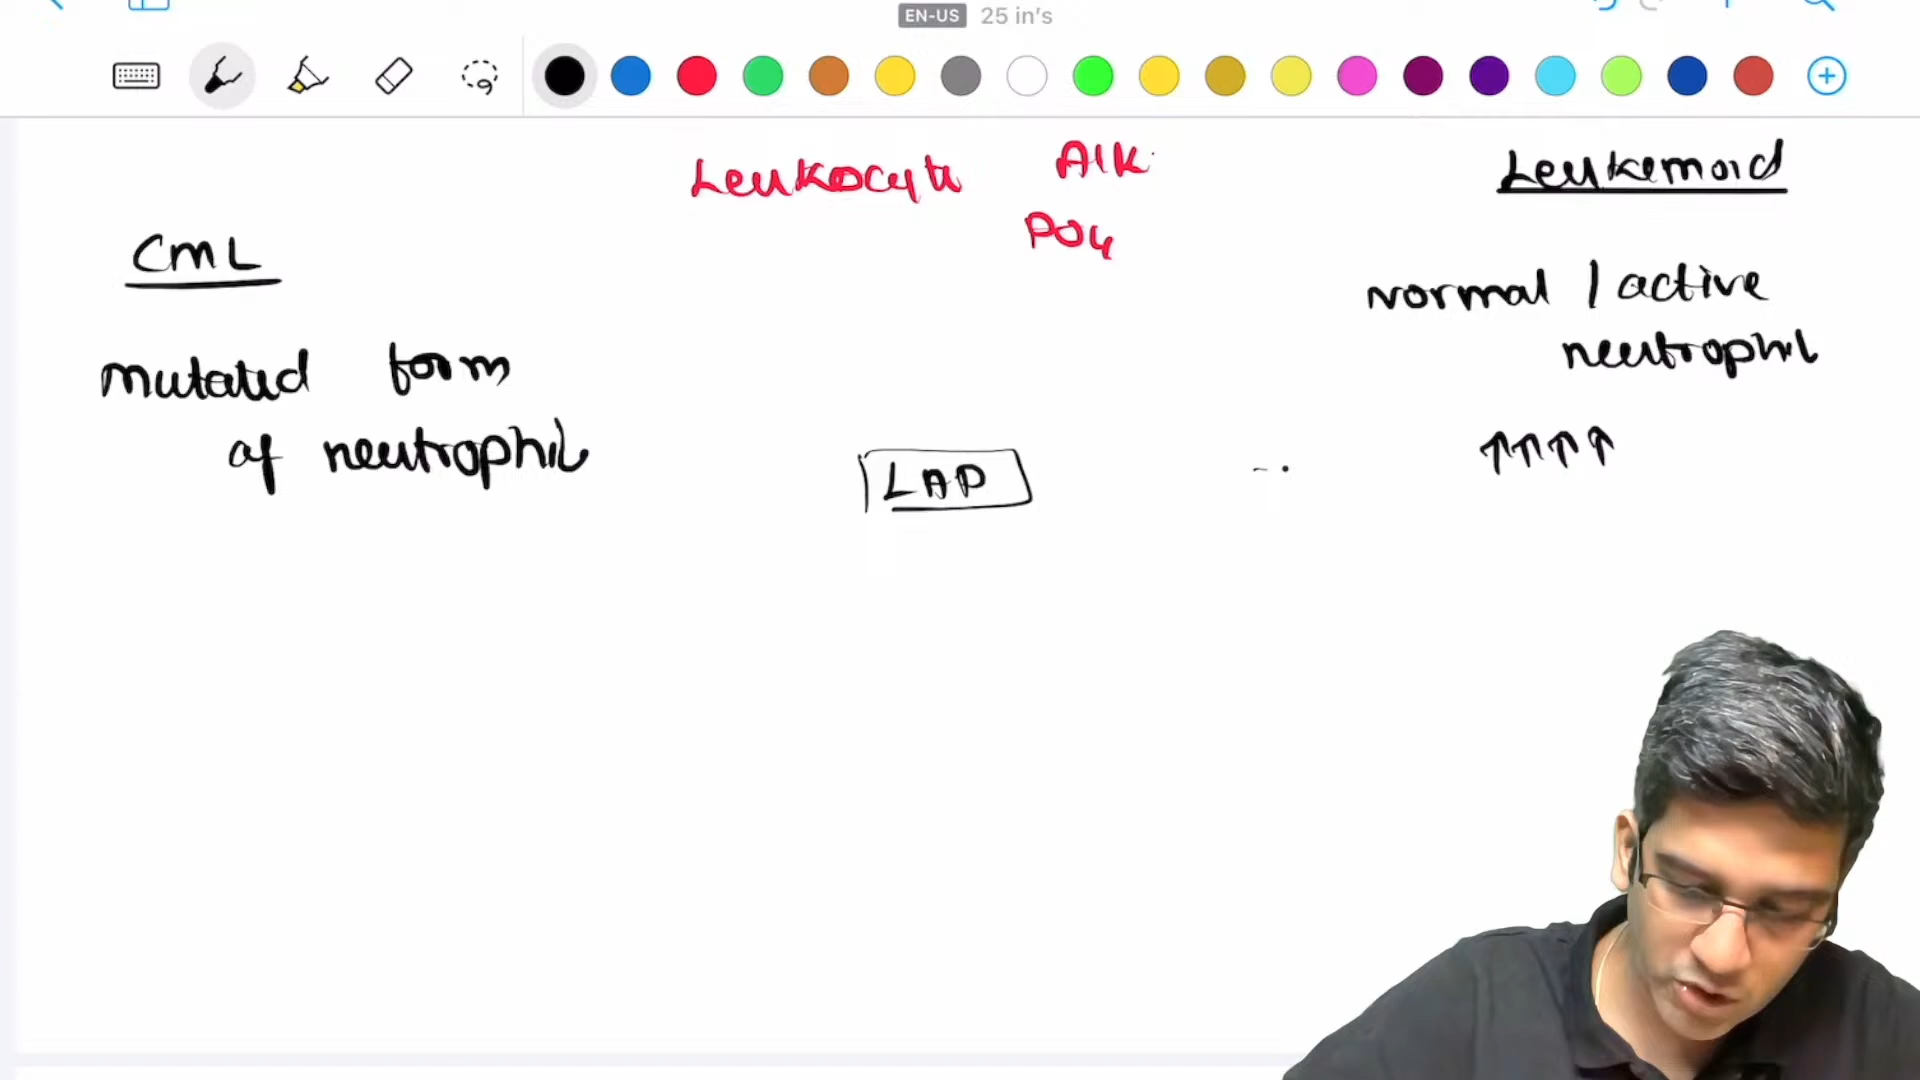 EN-US 25 in's
Leukocyte Alk
PO4
Leukemoid
CML
normal / active
neutrophil
mutated form
of neutrophil
↑↑↑↑
LAP